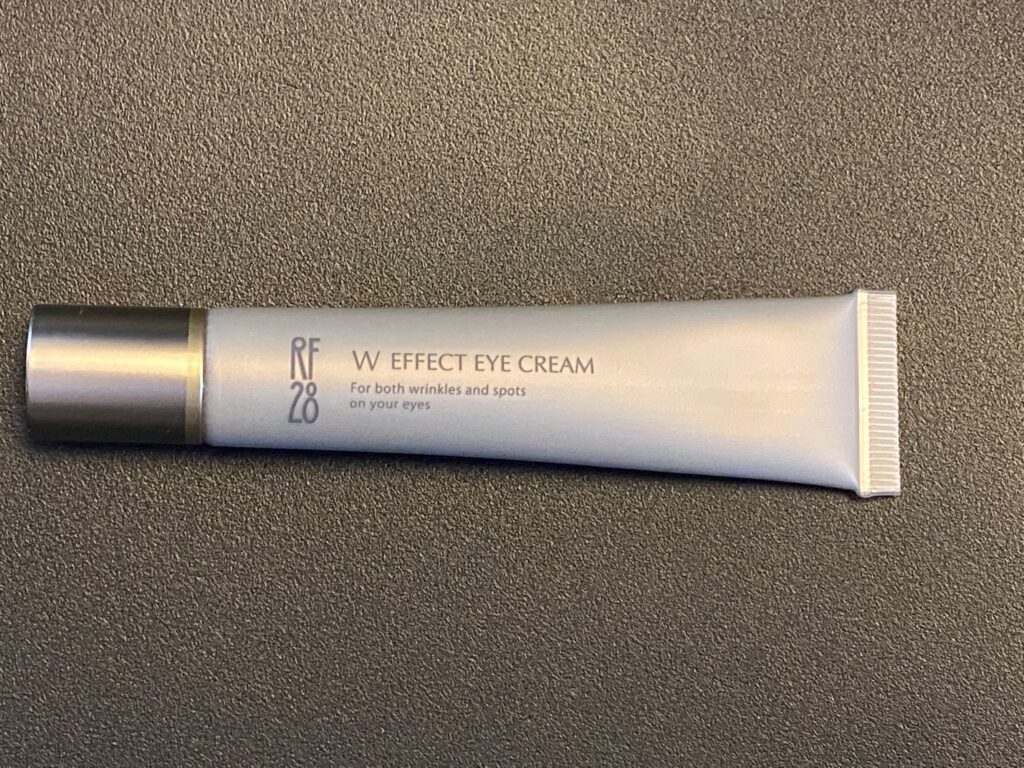 RF
28
W EFFECT EYE CREAM
For both wrinkles and spots
on your eyes